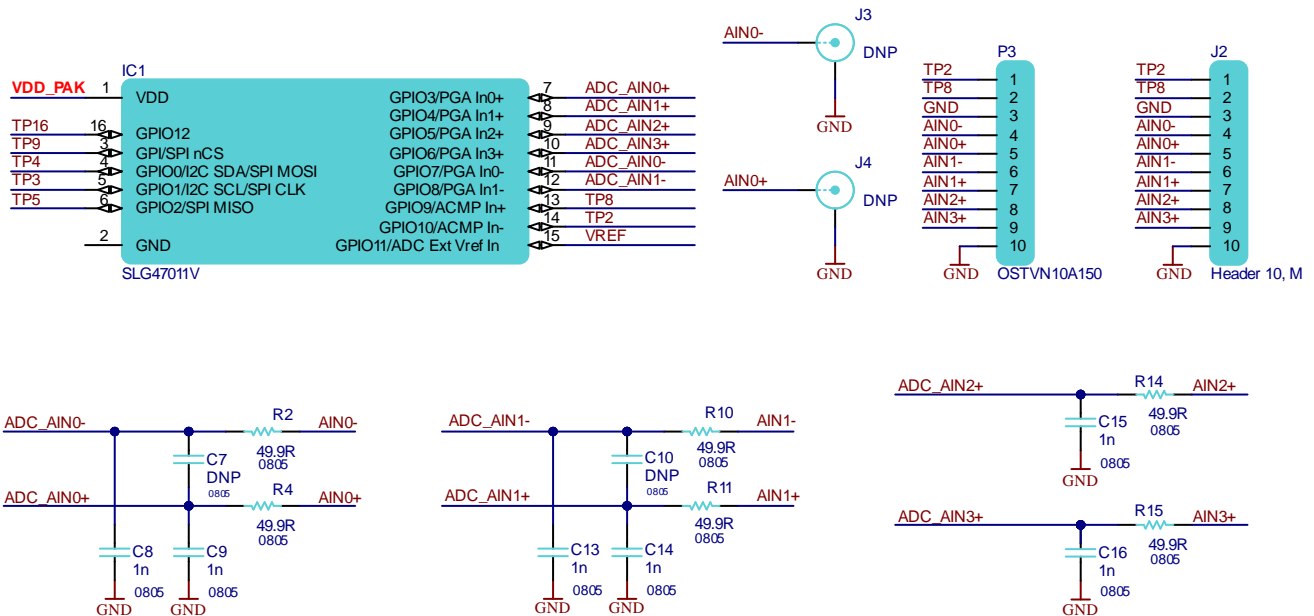 IC1
VDD_PAK 1 VDD
TP16 16 GPIO12
TP9 3 GPI/SPI nCS
TP4 4 GPIO0/I2C SDA/SPI MOSI
TP3 5 GPIO1/I2C SCL/SPI CLK
TP5 6 GPIO2/SPI MISO
2 GND
GPIO3/PGA In0+ 7 ADC_AIN0+
GPIO4/PGA In1+ 8 ADC_AIN1+
GPIO5/PGA In2+ 9 ADC_AIN2+
GPIO6/PGA In3+ 10 ADC_AIN3+
GPIO7/PGA In0- 11 ADC_AIN0-
GPIO8/PGA In1- 12 ADC_AIN1-
GPIO9/ACMP In+ 13 TP8
GPIO10/ACMP In- 14 TP2
GPIO11/ADC Ext Vref In 15 VREF
SLG47011V
J3
AIN0-
DNP
GND
J4
AIN0+
DNP
GND
P3
TP2 1
TP8 2
GND 3
AIN0- 4
AIN0+ 5
AIN1- 6
AIN1+ 7
AIN2+ 8
AIN3+ 9
10
GND
OSTVN10A150
J2
TP2 1
TP8 2
GND 3
AIN0- 4
AIN0+ 5
AIN1- 6
AIN1+ 7
AIN2+ 8
AIN3+ 9
10
GND
Header 10, M
ADC_AIN0- R2 AIN0-
49.9R
0805
C7
DNP
0805
ADC_AIN0+ R4 AIN0+
49.9R
0805
C8
1n
0805
GND
C9
1n
0805
GND
ADC_AIN1- R10 AIN1-
49.9R
0805
C10
DNP
0805
ADC_AIN1+ R11 AIN1+
49.9R
0805
C13
1n
0805
GND
C14
1n
0805
GND
ADC_AIN2+ R14 AIN2+
49.9R
0805
C15
1n
0805
GND
ADC_AIN3+ R15 AIN3+
49.9R
0805
C16
1n
0805
GND